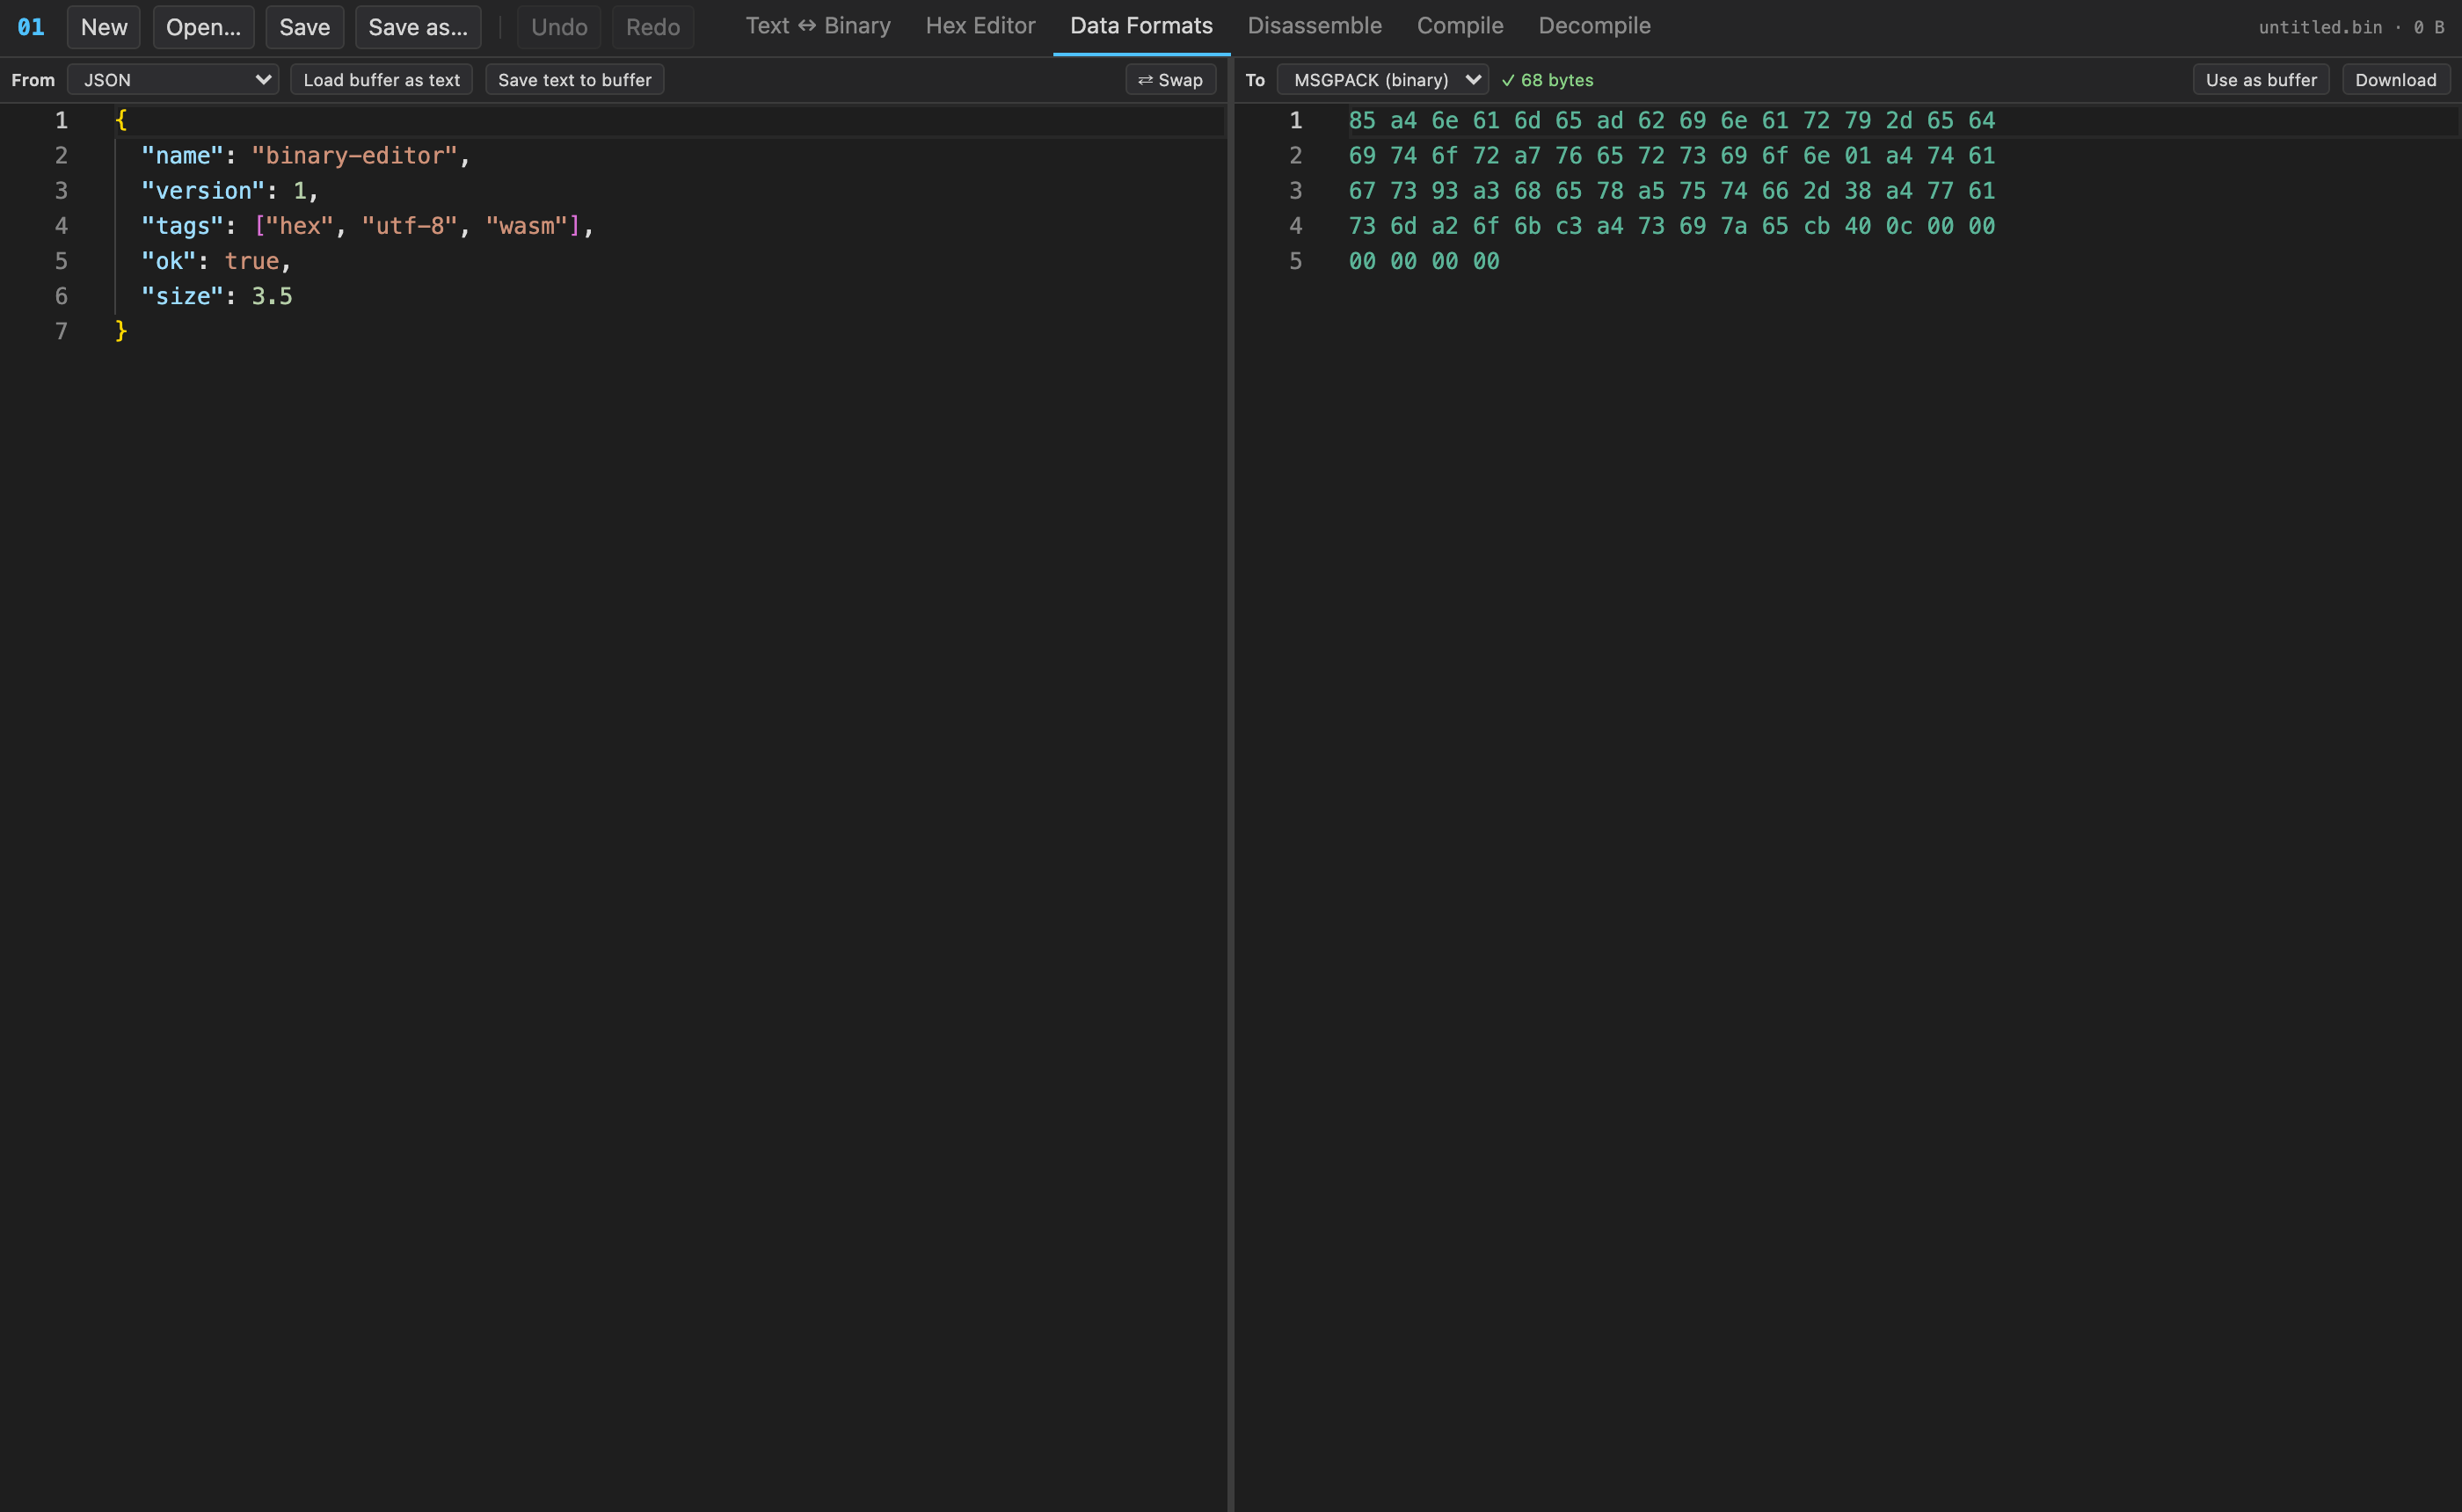 01 New Open... Save Save as... Undo Redo Text ↔ Binary Hex Editor Data Formats Disassemble Compile Decompile untitled.bin · 0 B
From JSON Load buffer as text Save text to buffer ⇄ Swap
1 {
2 "name": "binary-editor",
3 "version": 1,
4 "tags": ["hex", "utf-8", "wasm"],
5 "ok": true,
6 "size": 3.5
7 }
To MSGPACK (binary) ✓ 68 bytes Use as buffer Download
1 85 a4 6e 61 6d 65 ad 62 69 6e 61 72 79 2d 65 64
2 69 74 6f 72 a7 76 65 72 73 69 6f 6e 01 a4 74 61
3 67 73 93 a3 68 65 78 a5 75 74 66 2d 38 a4 77 61
4 73 6d a2 6f 6b c3 a4 73 69 7a 65 cb 40 0c 00 00
5 00 00 00 00